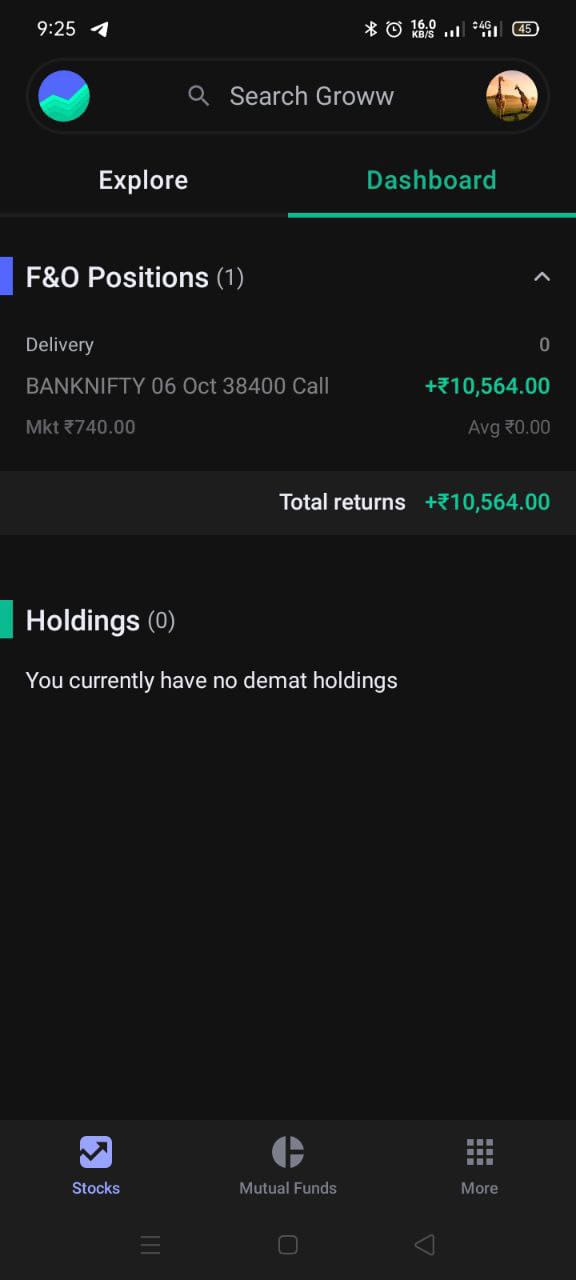 9:25 16.0 KB/S 4G 45
Search Groww
Explore Dashboard
F&O Positions (1)
Delivery 0
BANKNIFTY 06 Oct 38400 Call +₹10,564.00
Mkt ₹740.00 Avg ₹0.00
Total returns +₹10,564.00
Holdings (0)
You currently have no demat holdings
Stocks Mutual Funds More